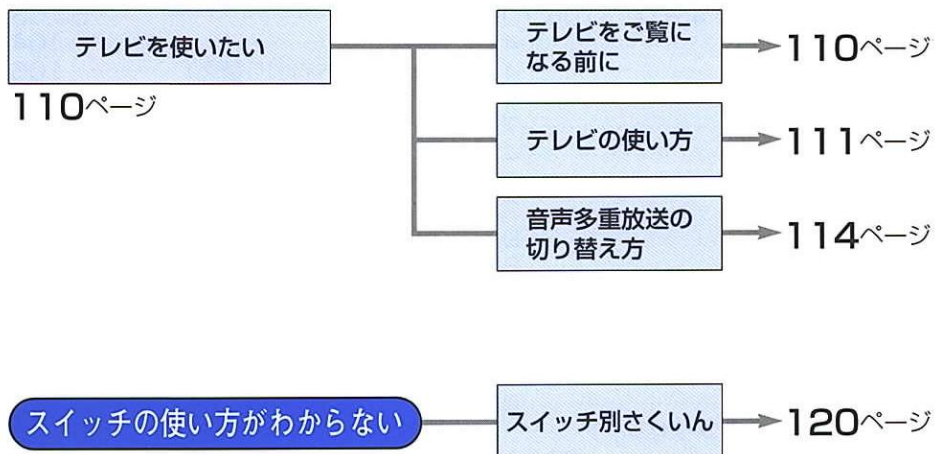 テレビを使いたい
110ページ
テレビをご覧に
なる前に
110ページ
テレビの使い方
111ページ
音声多重放送の
切り替え方
114ページ
スイッチの使い方がわからない
スイッチ別さくいん
120ページ